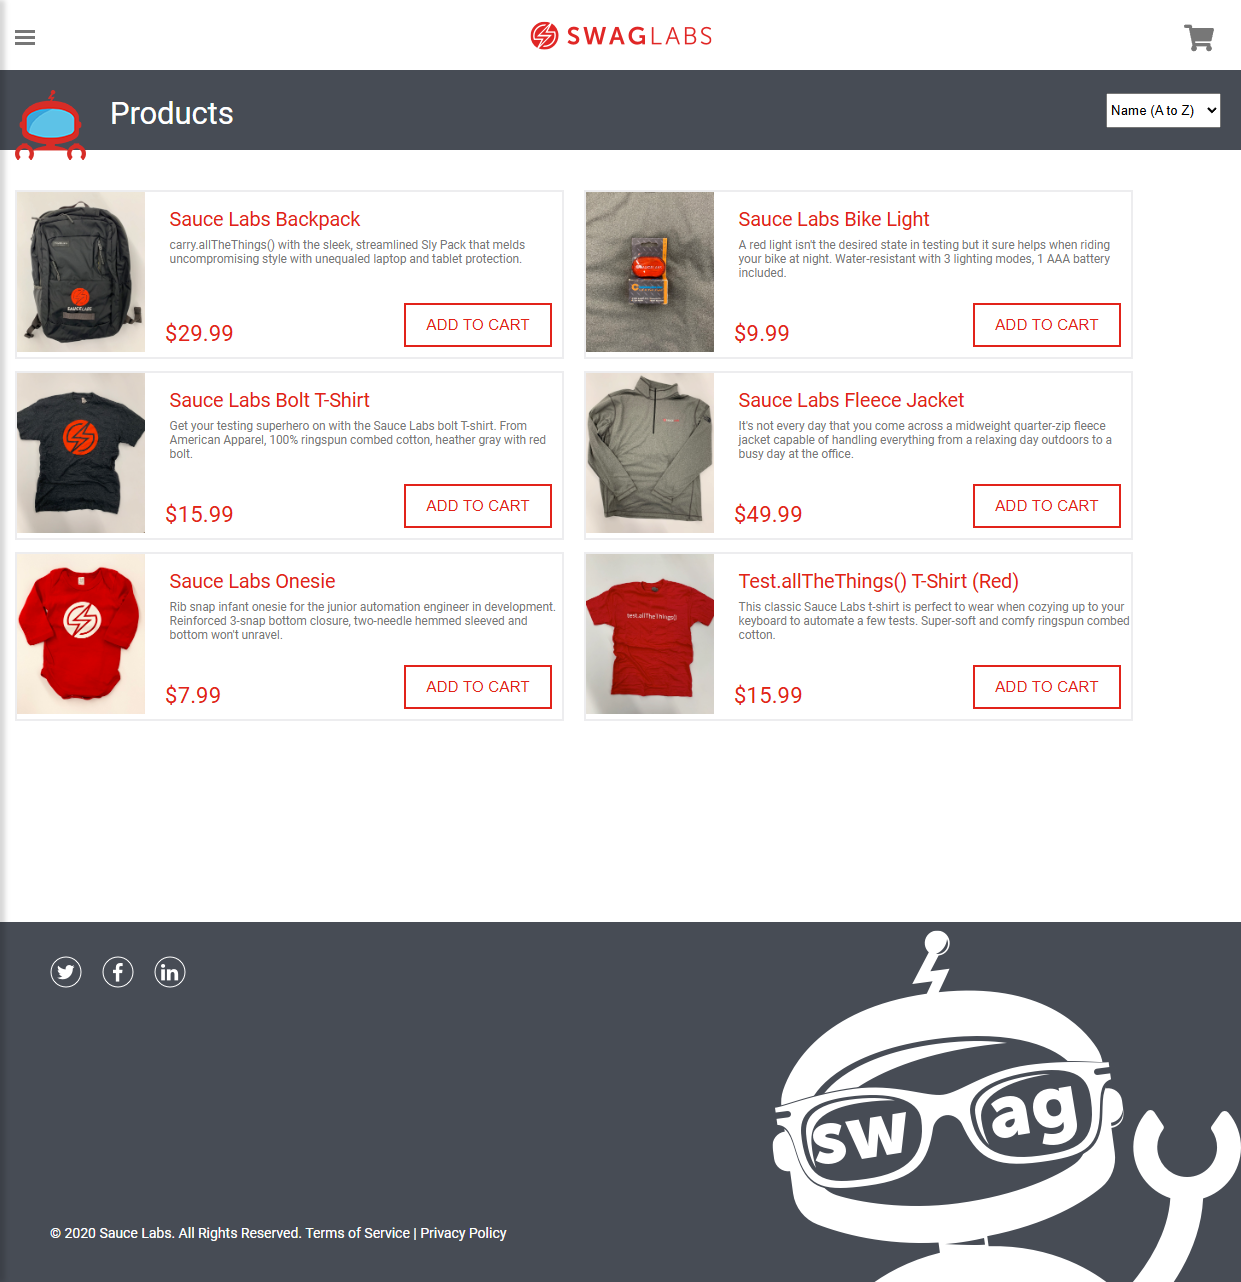 SWAGLABS
Products
Name (A to Z)
Sauce Labs Backpack
carry.allTheThings() with the sleek, streamlined Sly Pack that melds
uncompromising style with unequaled laptop and tablet protection.
$29.99
ADD TO CART
SAUCELABS
Sauce Labs Bike Light
A red light isn't the desired state in testing but it sure helps when riding
your bike at night. Water-resistant with 3 lighting modes, 1 AAA battery
included.
$9.99
ADD TO CART
Sauce Labs Bolt T-Shirt
Get your testing superhero on with the Sauce Labs bolt T-shirt. From
American Apparel, 100% ringspun combed cotton, heather gray with red
bolt.
$15.99
ADD TO CART
Sauce Labs Fleece Jacket
It's not every day that you come across a midweight quarter-zip fleece
jacket capable of handling everything from a relaxing day outdoors to a
busy day at the office.
$49.99
ADD TO CART
Sauce Labs Onesie
Rib snap infant onesie for the junior automation engineer in development.
Reinforced 3-snap bottom closure, two-needle hemmed sleeved and
bottom won't unravel.
$7.99
ADD TO CART
test.allTheThings()
Test.allTheThings() T-Shirt (Red)
This classic Sauce Labs t-shirt is perfect to wear when cozying up to your
keyboard to automate a few tests. Super-soft and comfy ringspun combed
cotton.
$15.99
ADD TO CART
sw ag
© 2020 Sauce Labs. All Rights Reserved. Terms of Service | Privacy Policy